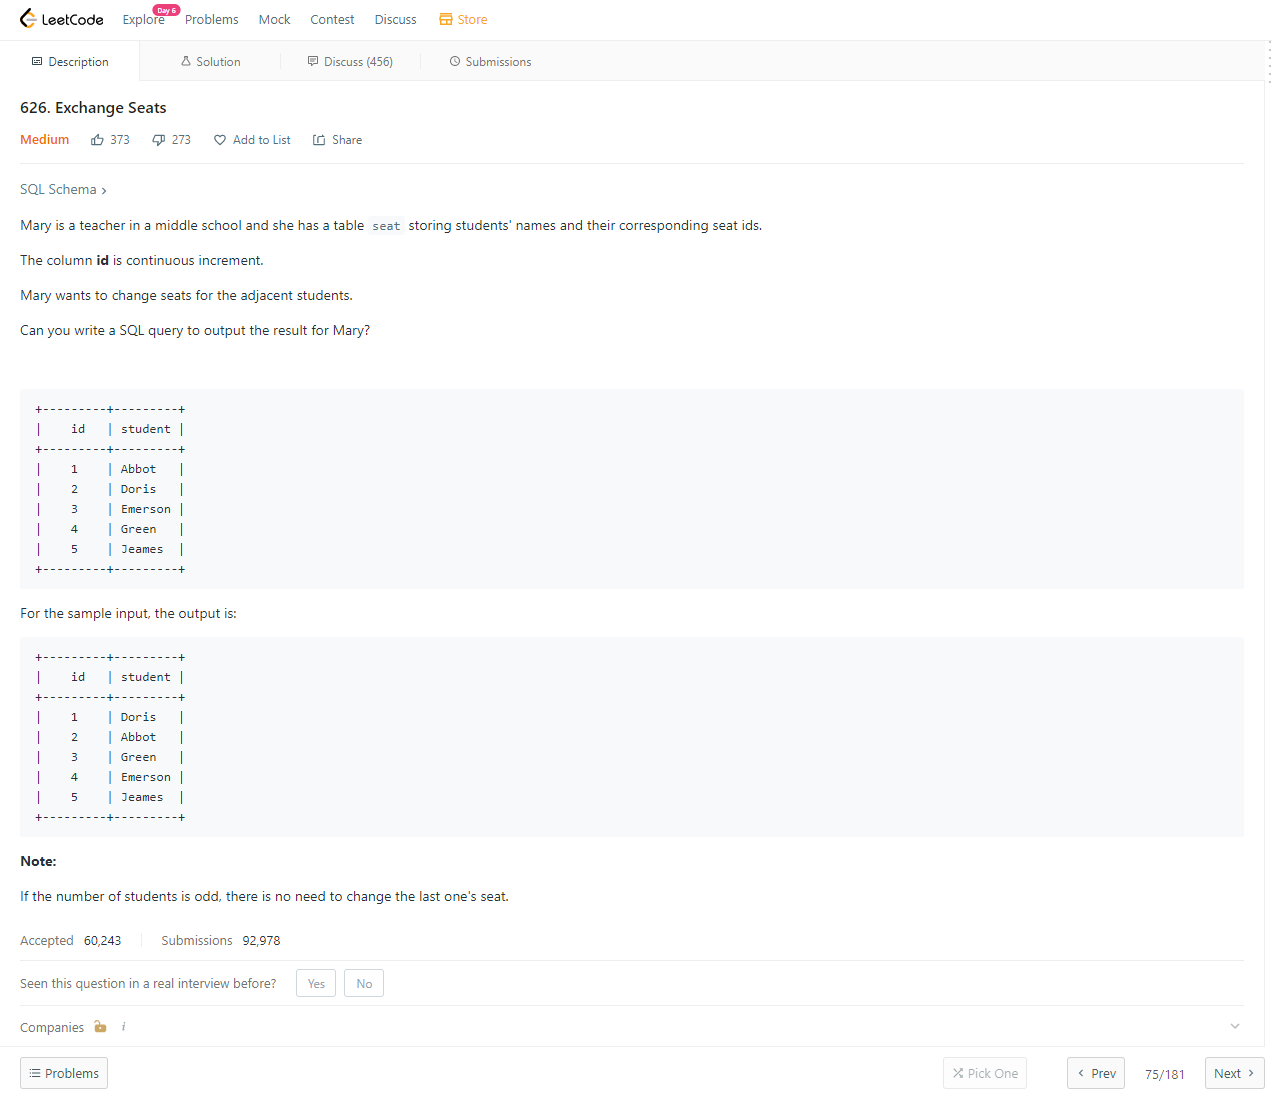 LeetCode Explore Day 6 Problems Mock Contest Discuss Store
Description Solution Discuss (456) Submissions
626. Exchange Seats
Medium 373 273 Add to List Share
SQL Schema ›
Mary is a teacher in a middle school and she has a table seat storing students' names and their corresponding seat ids.
The column id is continuous increment.
Mary wants to change seats for the adjacent students.
Can you write a SQL query to output the result for Mary?
+---------+---------+
|    id   | student |
+---------+---------+
|    1    | Abbot   |
|    2    | Doris   |
|    3    | Emerson |
|    4    | Green   |
|    5    | Jeames  |
+---------+---------+
For the sample input, the output is:
+---------+---------+
|    id   | student |
+---------+---------+
|    1    | Doris   |
|    2    | Abbot   |
|    3    | Green   |
|    4    | Emerson |
|    5    | Jeames  |
+---------+---------+
Note:
If the number of students is odd, there is no need to change the last one's seat.
Accepted 60,243 Submissions 92,978
Seen this question in a real interview before? Yes No
Companies i
Problems Pick One ‹ Prev 75/181 Next ›